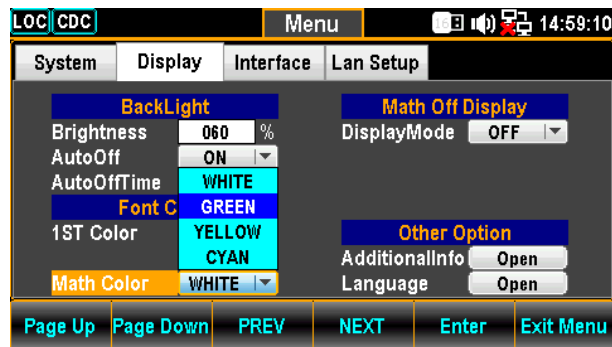 LOC CDC Menu 16 14:59:10
System Display Interface Lan Setup
BackLight Math Off Display
Brightness 060 % DisplayMode OFF
AutoOff ON
AutoOffTime WHITE
Font C GREEN
1ST Color YELLOW Other Option
CYAN AdditionalInfo Open
Math Color WHITE Language Open
Page Up Page Down PREV NEXT Enter Exit Menu